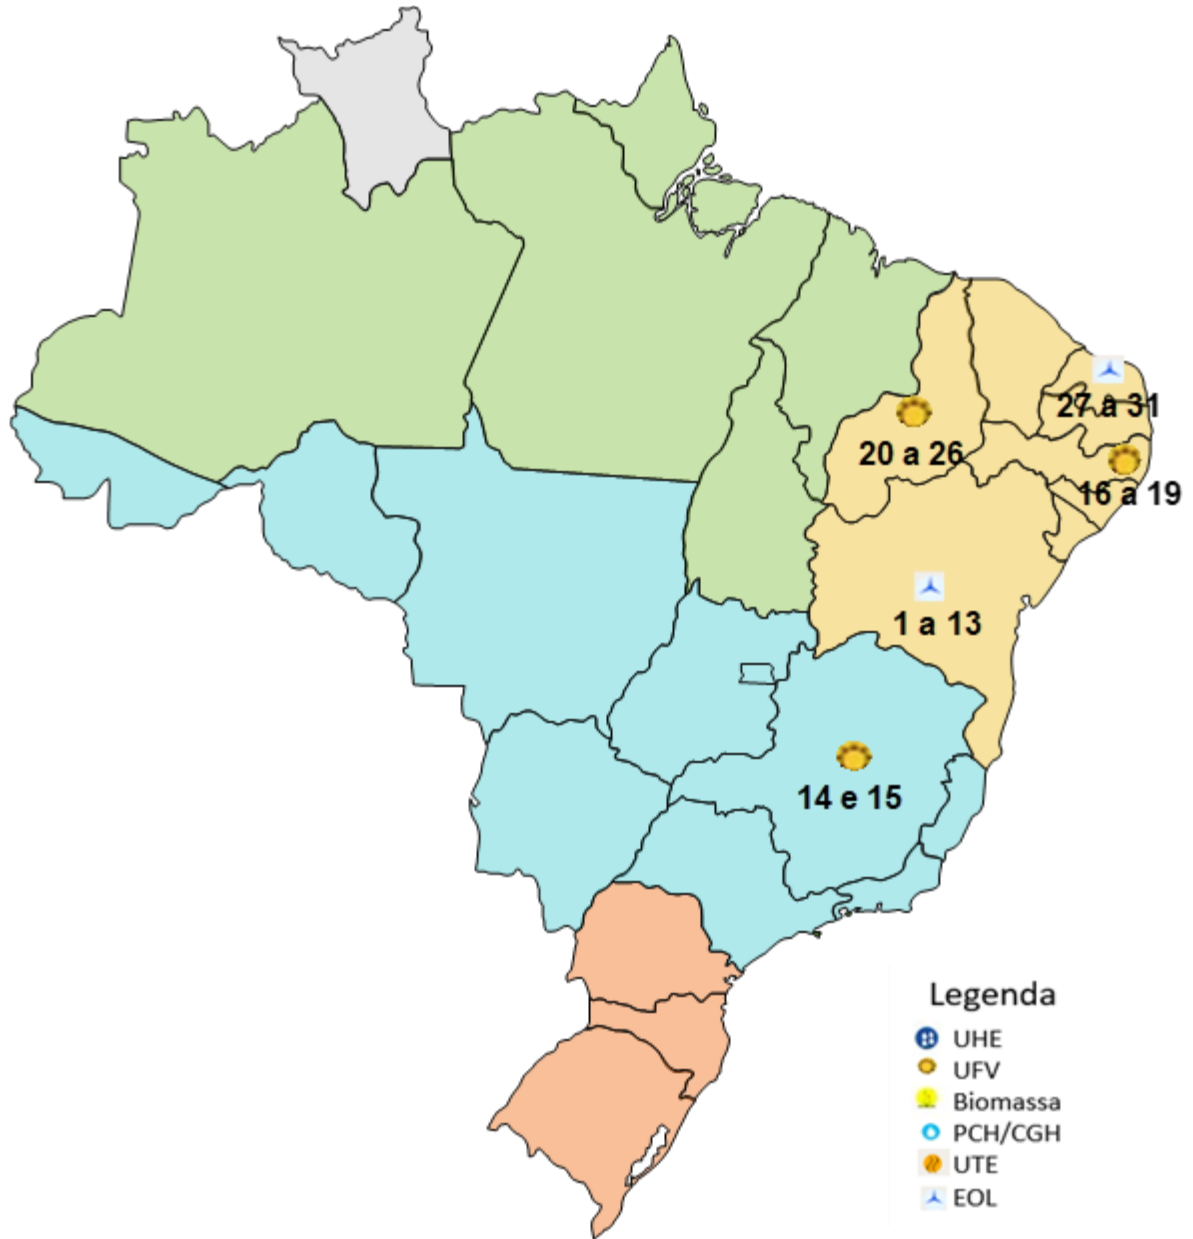 27 a 31
20 a 26
16 a 19
1 a 13
14 e 15
Legenda
UHE
UFV
Biomassa
PCH/CGH
UTE
EOL